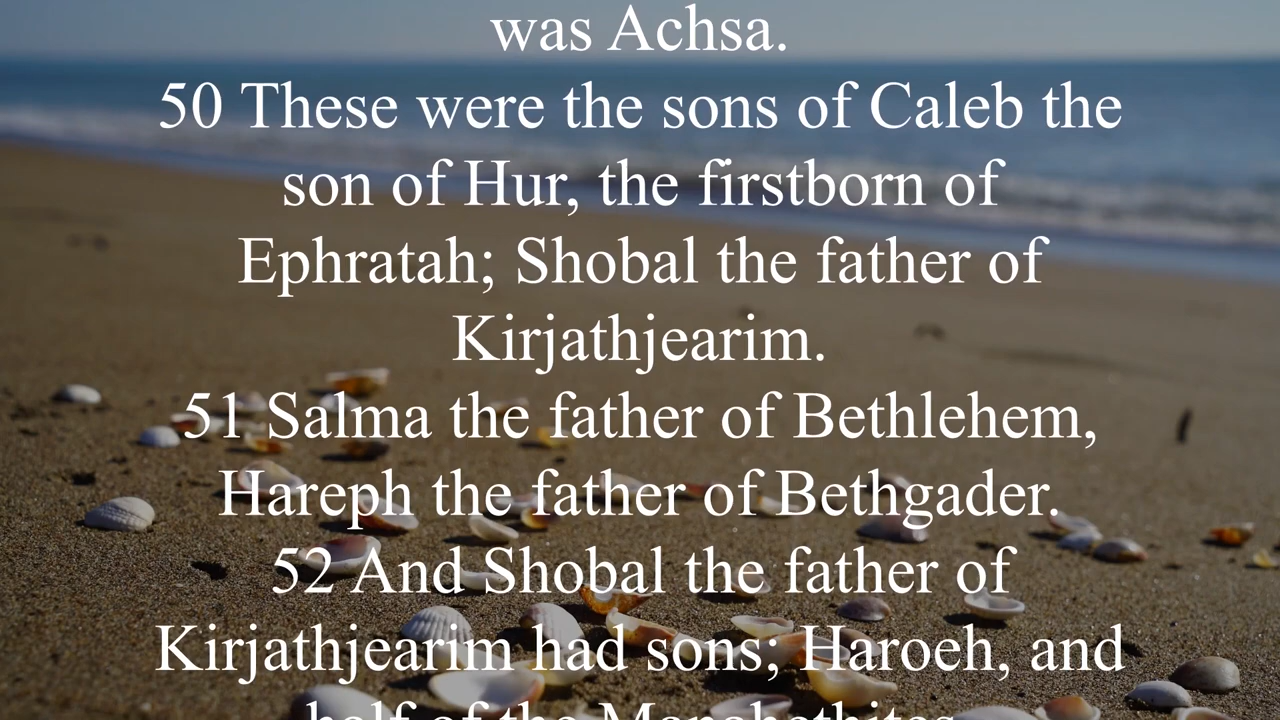 was Achsa.
50 These were the sons of Caleb the
son of Hur, the firstborn of
Ephratah; Shobal the father of
Kirjathjearim.
51 Salma the father of Bethlehem,
Hareph the father of Bethgader.
52 And Shobal the father of
Kirjathjearim had sons; Haroeh, and
half of the Manahethites.